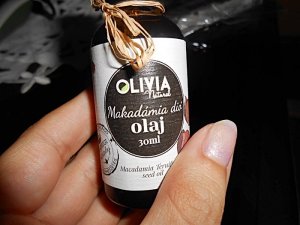 OLIVIA
Natural
Makadámia dió
olaj
30ml
Macadamia
seed oil